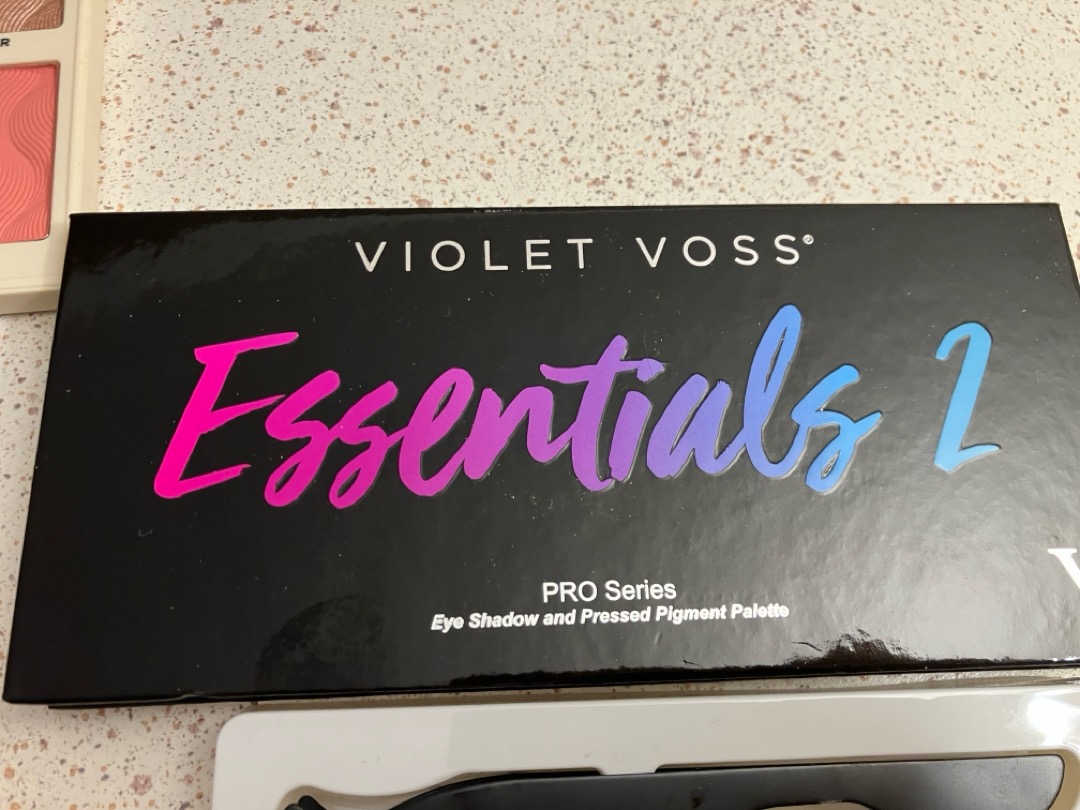 R
VIOLET VOSS®
Essentials 2
PRO Series
Eye Shadow and Pressed Pigment Palette